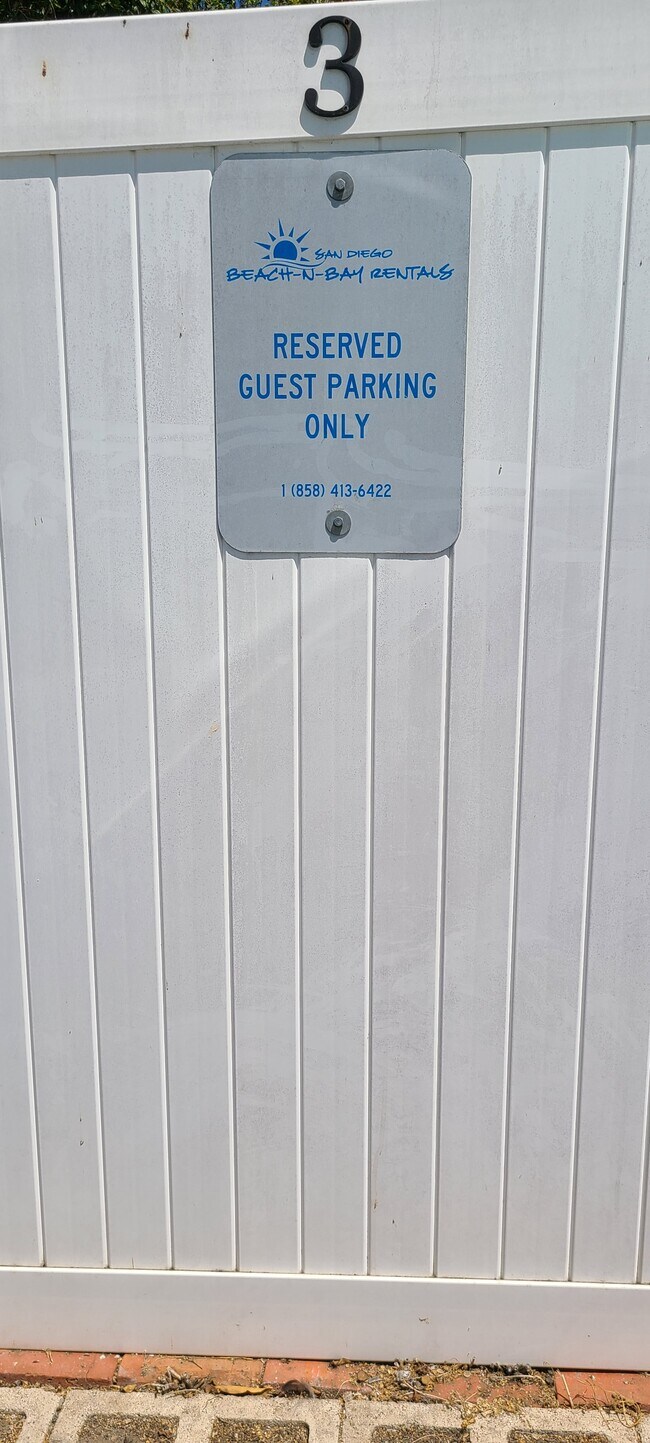 3
SAN DIEGO
BEACH-N-BAY RENTALS
RESERVED
GUEST PARKING
ONLY
1 (858) 413-6422